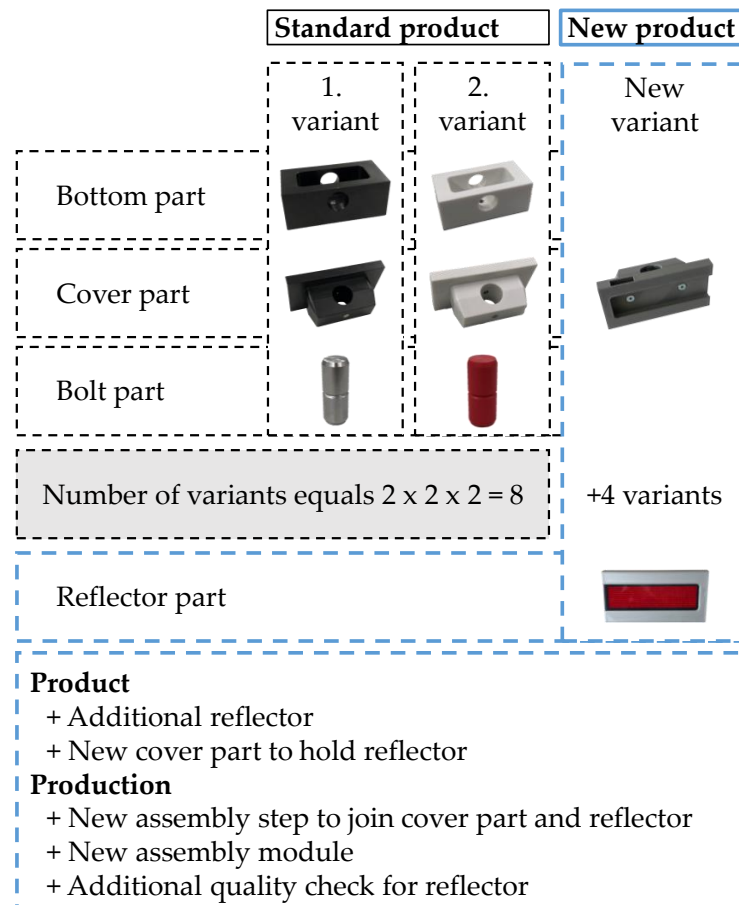 Standard product
New product
1.
variant
2.
variant
New
variant
Bottom part
Cover part
Bolt part
Number of variants equals 2 x 2 x 2 = 8
+4 variants
Reflector part
Product
+ Additional reflector
+ New cover part to hold reflector
Production
+ New assembly step to join cover part and reflector
+ New assembly module
+ Additional quality check for reflector